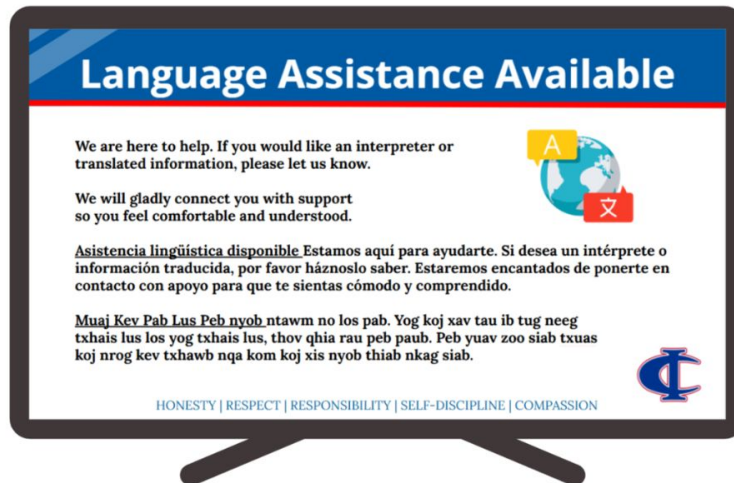 Language Assistance Available
We are here to help. If you would like an interpreter or
translated information, please let us know.
We will gladly connect you with support
so you feel comfortable and understood.
Asistencia lingüística disponible Estamos aquí para ayudarte. Si desea un intérprete o
información traducida, por favor háznoslo saber. Estaremos encantados de ponerte en
contacto con apoyo para que te sientas cómodo y comprendido.
Muaj Kev Pab Lus Peb nyob ntawm no los pab. Yog koj xav tau ib tug neeg
txhais lus los yog txhais lus, thov qhia rau peb paub. Peb yuav zoo siab txuas
koj nrog kev txhawb nqa kom koj xis nyob thiab nkag siab.
HONESTY | RESPECT | RESPONSIBILITY | SELF-DISCIPLINE | COMPASSION
A
文
IC